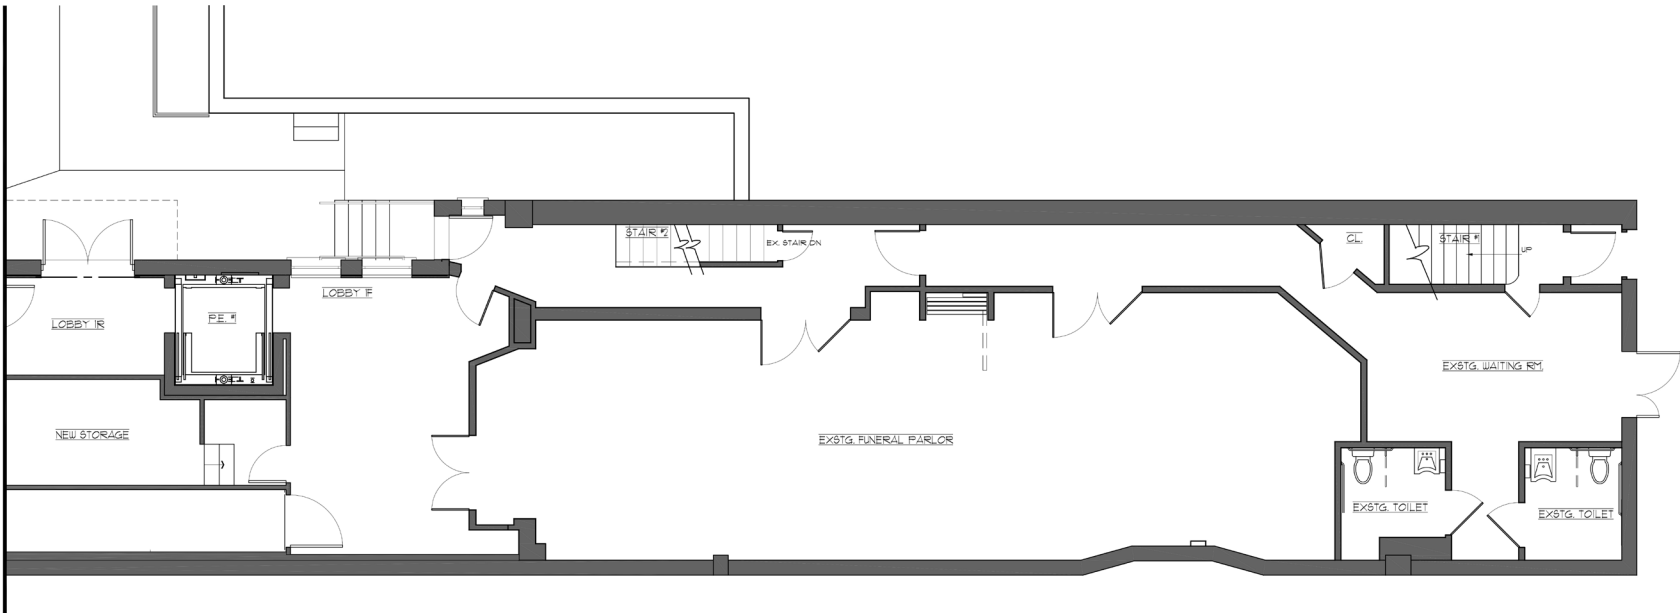 STAIR #2
EX. STAIR DN
CL.
STAIR #1
UP
LOBBY 1F
LOBBY 1R
P.E. #1
EXSTG. WAITING RM.
NEW STORAGE
EXSTG. FUNERAL PARLOR
EXSTG. TOILET
EXSTG. TOILET